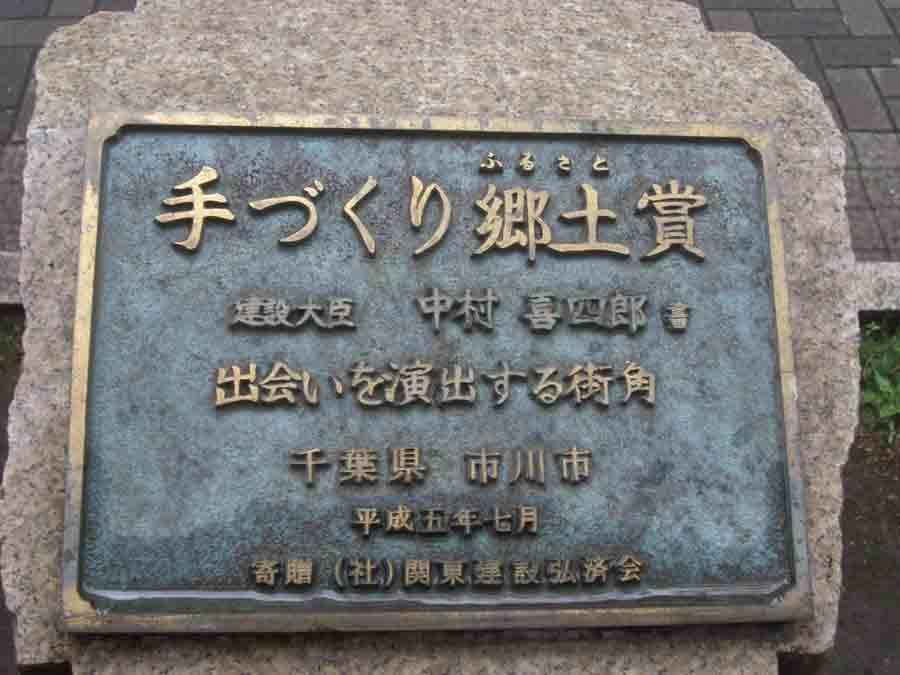 ふるさと
手づくり郷土賞
建設大臣 中村 喜四郎 書
出会いを演出する街角
千葉県 市川市
平成五年七月
寄贈 (社)関東建設弘済会